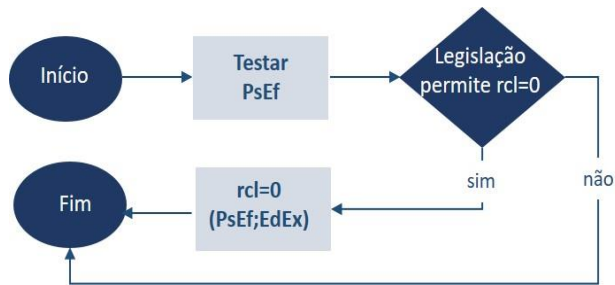 Início
Testar
PsEf
Legislação
permite rcl=0
sim
não
rcl=0
(PsEf;EdEx)
Fim